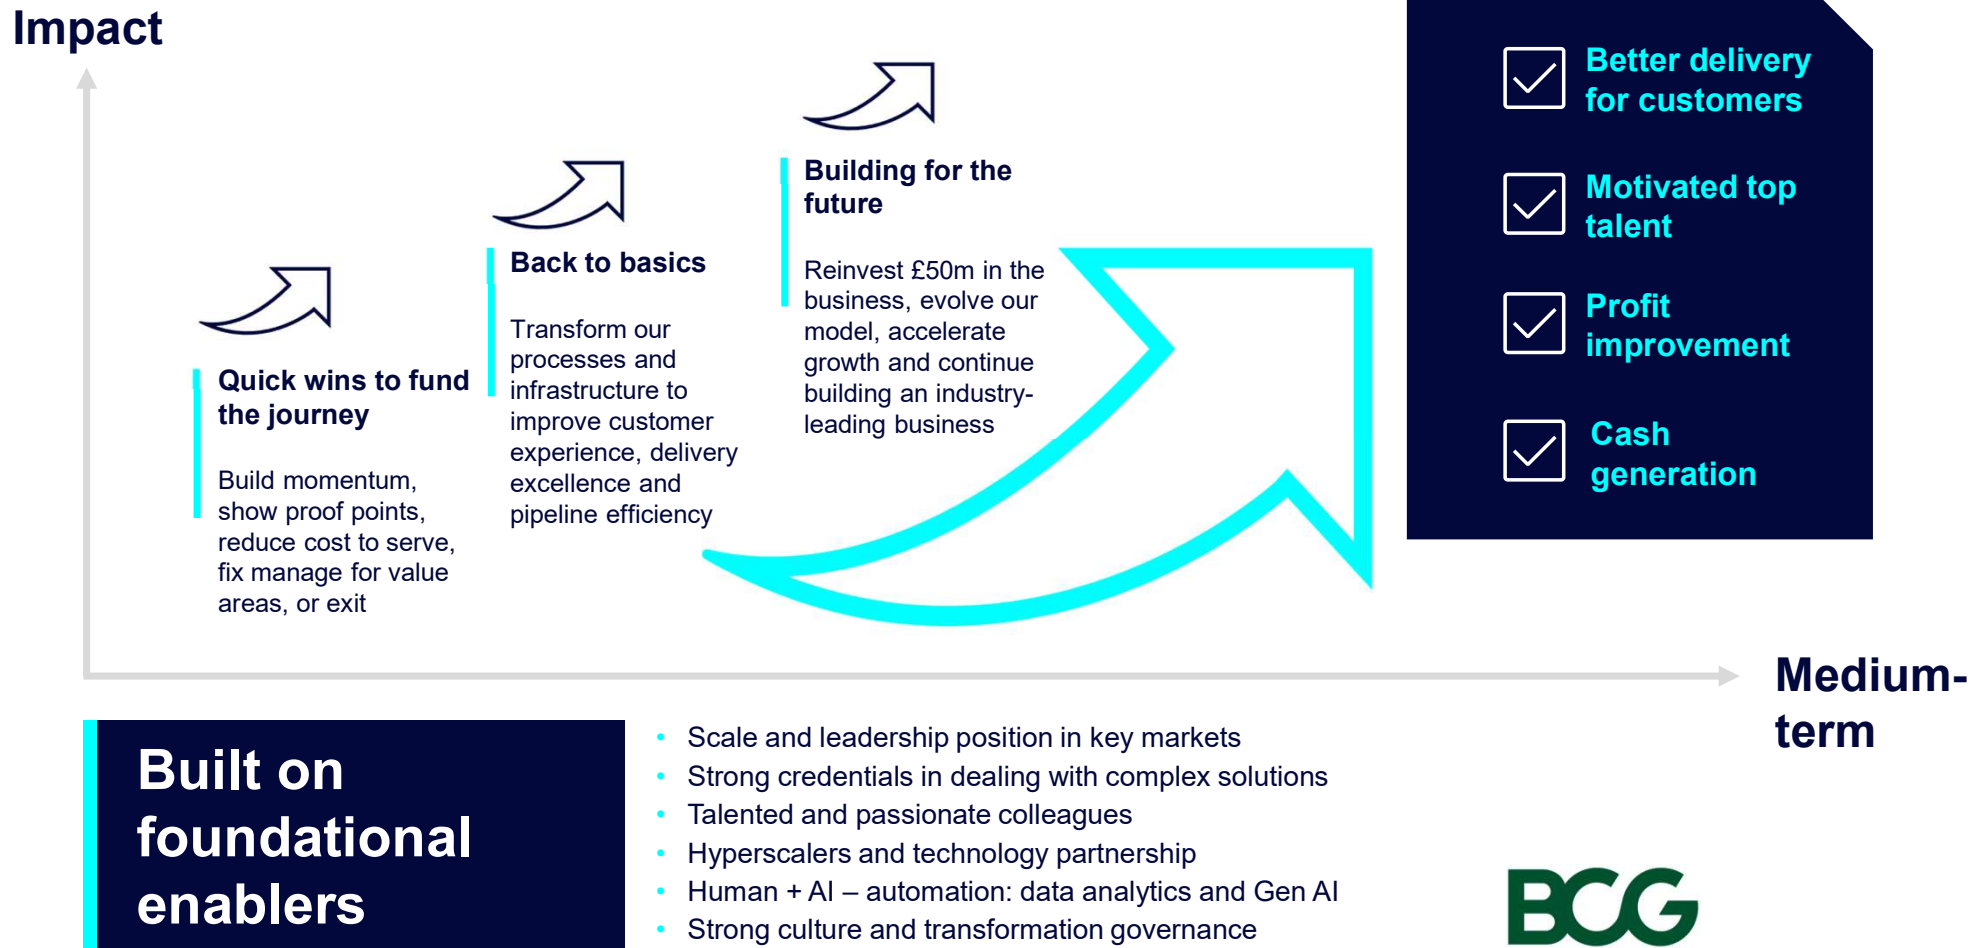 Impact
Quick wins to fund
the journey
Build momentum,
show proof points,
reduce cost to serve,
fix manage for value
areas, or exit
Back to basics
Transform our
processes and
infrastructure to
improve customer
experience, delivery
excellence and
pipeline efficiency
Building for the
future
Reinvest £50m in the
business, evolve our
model, accelerate
growth and continue
building an industry-
leading business
Better delivery
for customers
Motivated top
talent
Profit
improvement
Cash
generation
Medium-
term
Built on
foundational
enablers
• Scale and leadership position in key markets
• Strong credentials in dealing with complex solutions
• Talented and passionate colleagues
• Hyperscalers and technology partnership
• Human + AI – automation: data analytics and Gen AI
• Strong culture and transformation governance
BCG